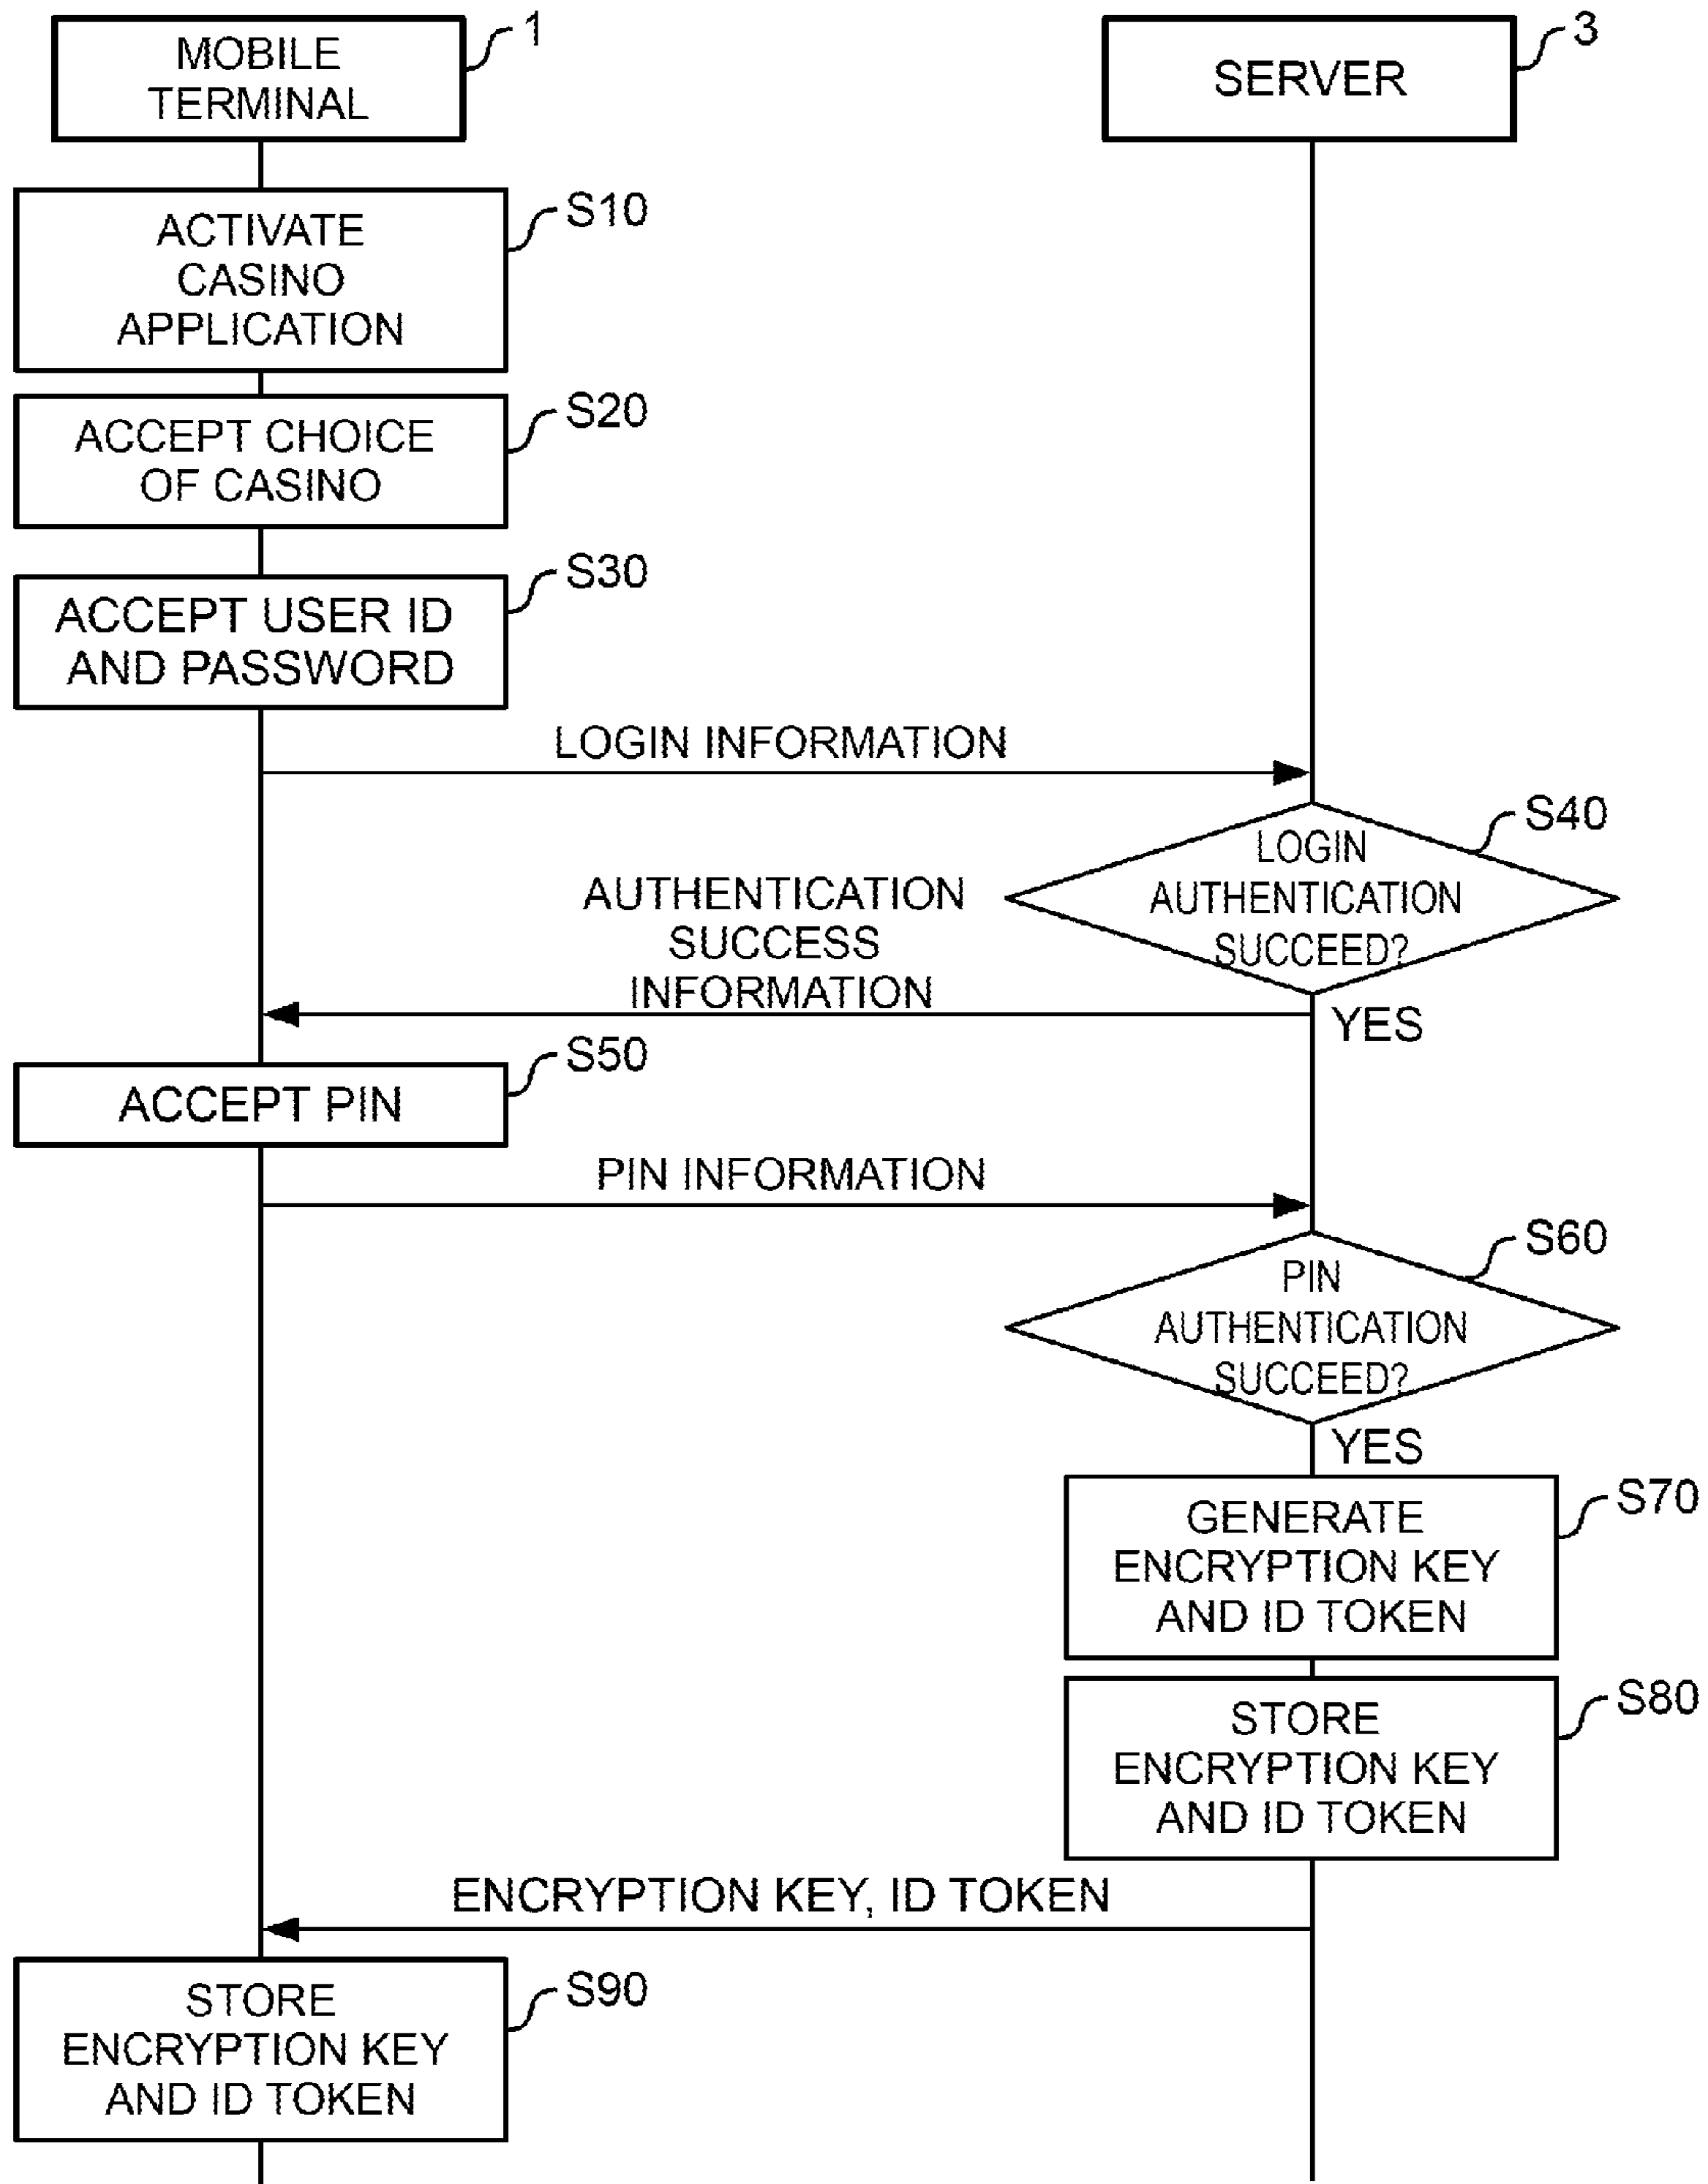 MOBILE
TERMINAL
1
SERVER
3
ACTIVATE
CASINO
APPLICATION
S10
ACCEPT CHOICE
OF CASINO
S20
ACCEPT USER ID
AND PASSWORD
S30
LOGIN INFORMATION
LOGIN
AUTHENTICATION
SUCCEED?
S40
AUTHENTICATION
SUCCESS
INFORMATION
YES
ACCEPT PIN
S50
PIN INFORMATION
PIN
AUTHENTICATION
SUCCEED?
S60
YES
GENERATE
ENCRYPTION KEY
AND ID TOKEN
S70
STORE
ENCRYPTION KEY
AND ID TOKEN
S80
ENCRYPTION KEY, ID TOKEN
STORE
ENCRYPTION KEY
AND ID TOKEN
S90